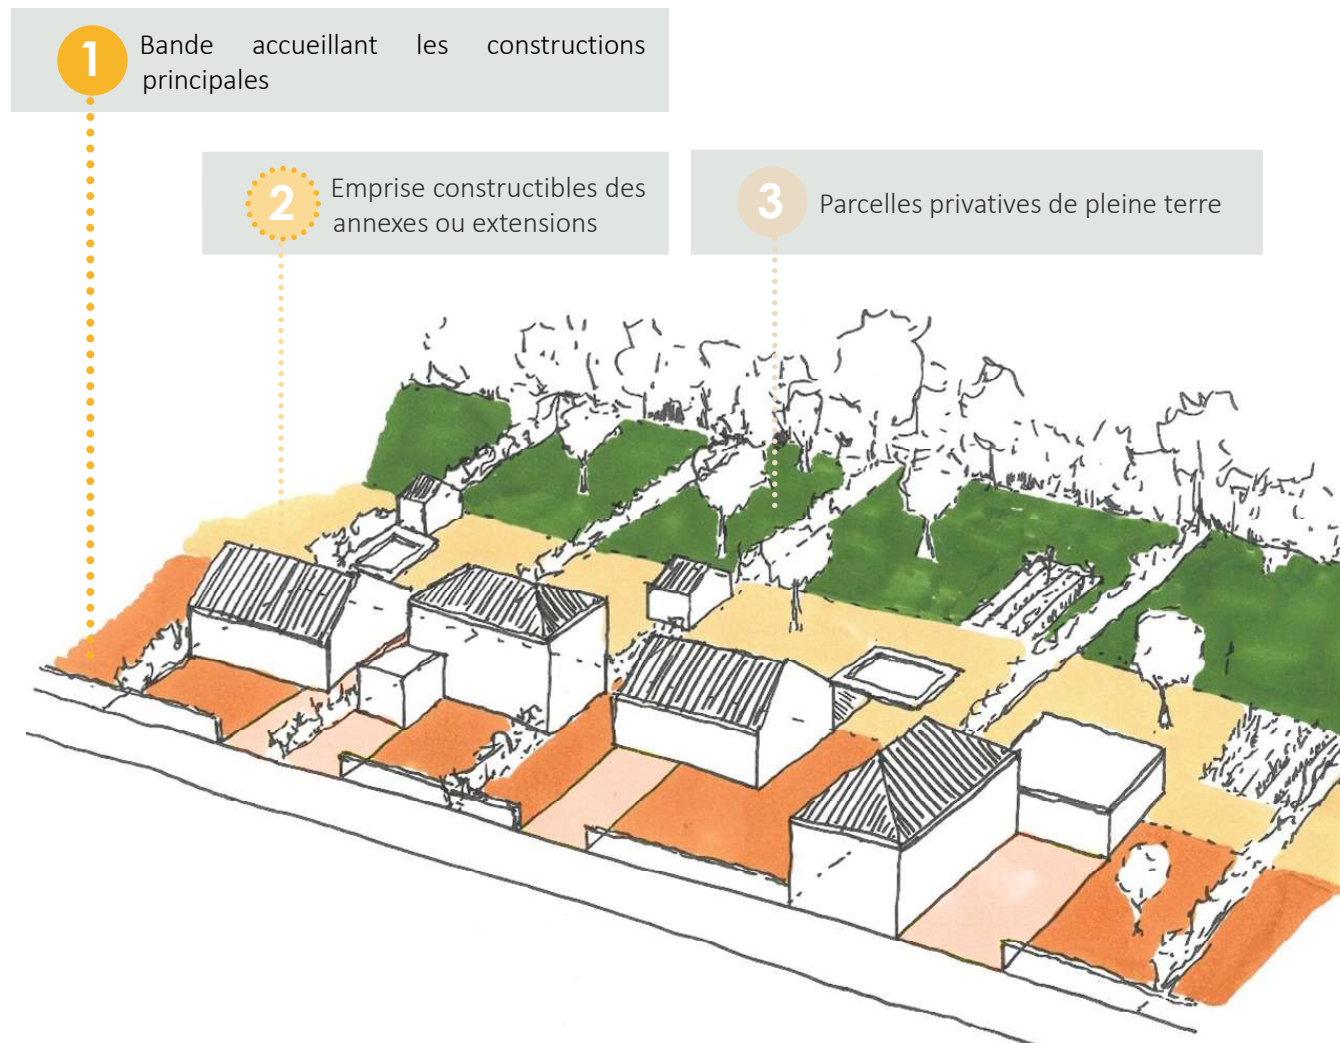 1
Bande accueillant les constructions
principales
2
Emprise constructibles des
annexes ou extensions
3
Parcelles privatives de pleine terre